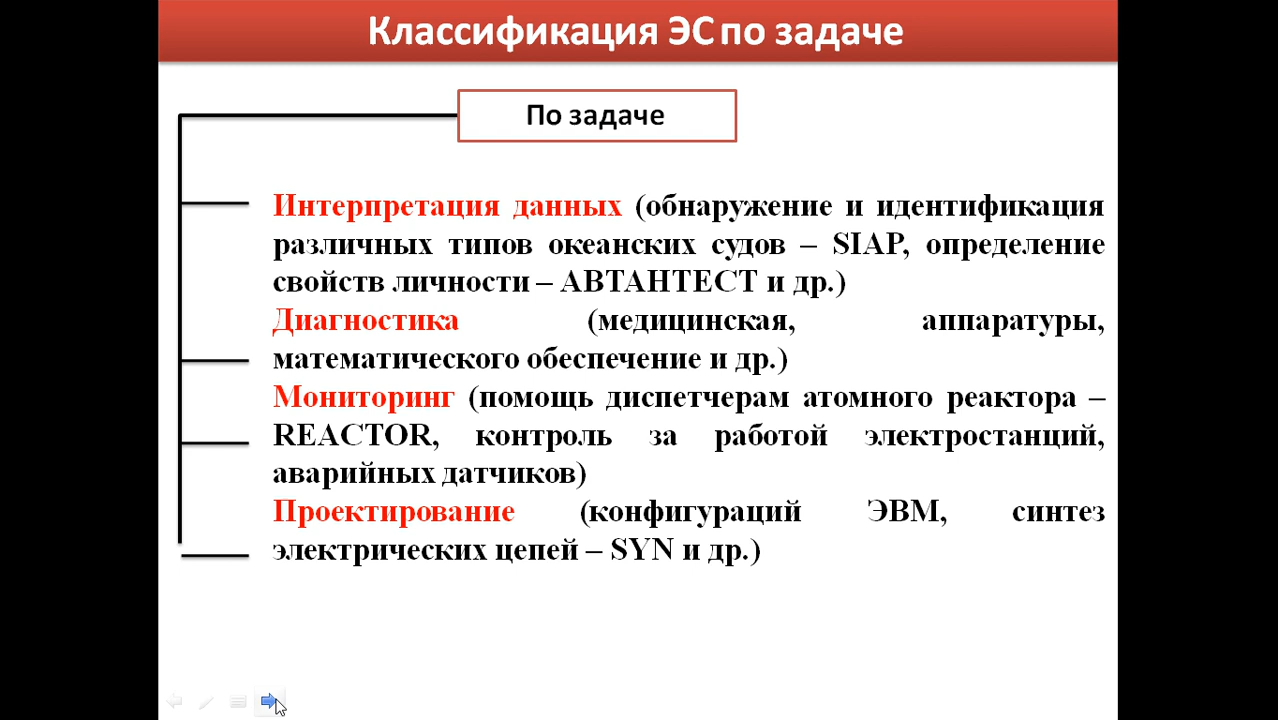 Классификация ЭС по задаче
По задаче
Интерпретация данных (обнаружение и идентификация
различных типов океанских судов – SIAP, определение
свойств личности – АВТАНТЕСТ и др.)
Диагностика (медицинская, аппаратуры,
математического обеспечение и др.)
Мониторинг (помощь диспетчерам атомного реактора –
REACTOR, контроль за работой электростанций,
аварийных датчиков)
Проектирование (конфигураций ЭВМ, синтез
электрических цепей – SYN и др.)